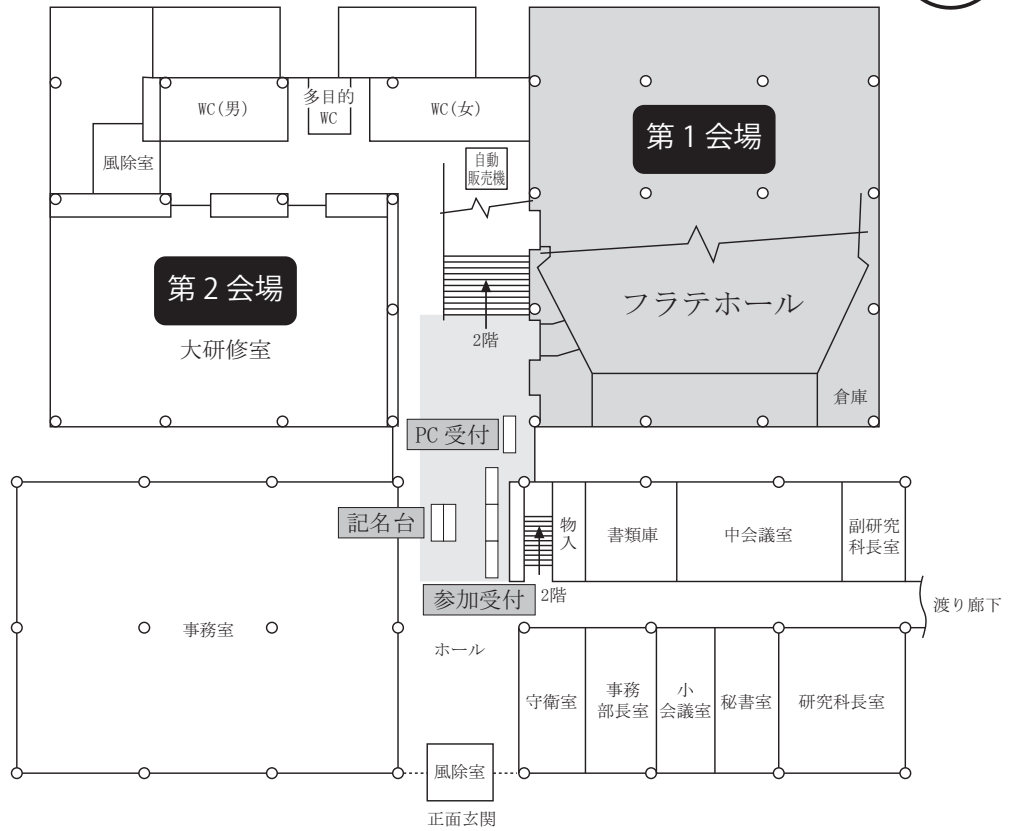 WC(男)
多目的
WC
WC(女)
第1会場
風除室
自動
販売機
第2会場
フラテホール
大研修室
2階
倉庫
PC 受付
記名台
物
入
書類庫
中会議室
副研究
科長室
参加受付
2階
渡り廊下
事務室
ホール
守衛室
事務
部長室
小
会議室
秘書室
研究科長室
風除室
正面玄関